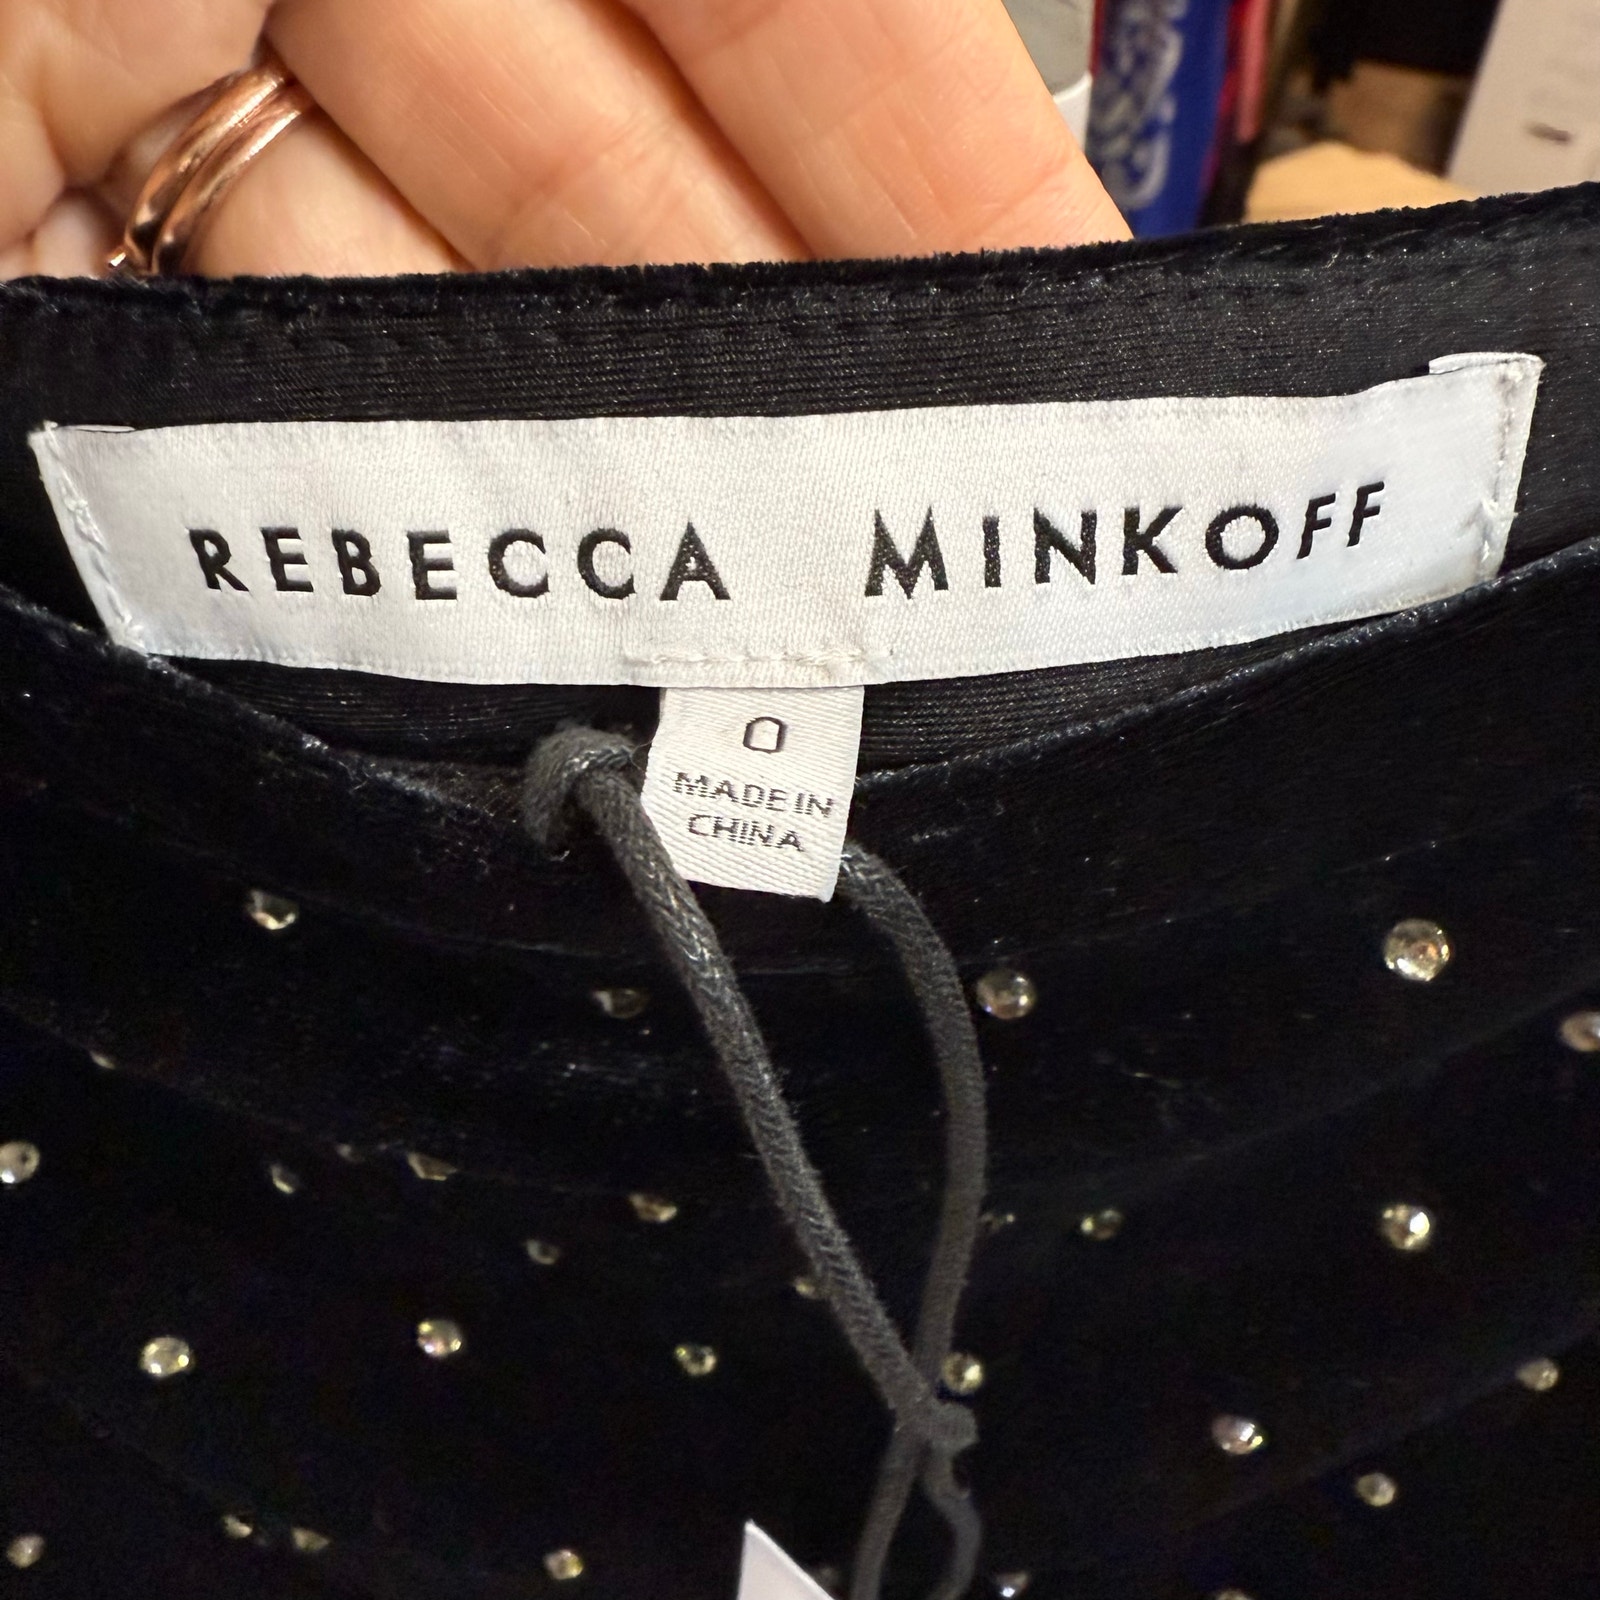 REBECCA MINKOFF
0
MADE IN
CHINA